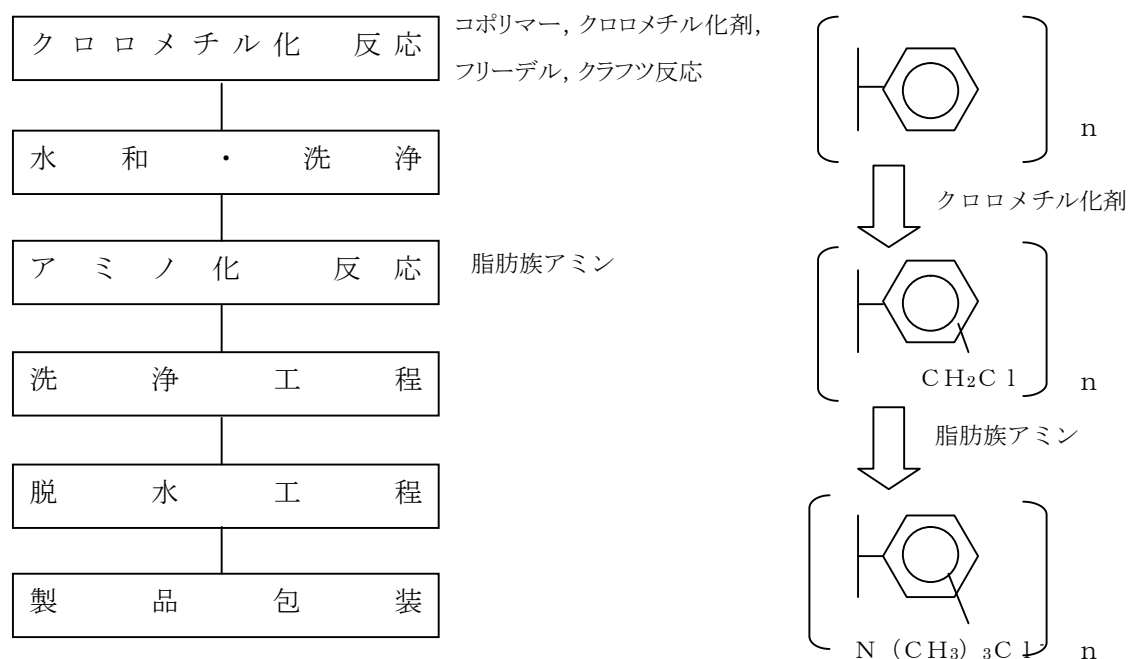 クロロメチル化 反応
コポリマー, クロロメチル化剤,
フリーデル, クラフツ反応
水和・洗浄
アミノ化 反応
脂肪族アミン
洗浄工程
脱水工程
製品包装
n
クロロメチル化剤
CH₂Cl
n
脂肪族アミン
N (CH₃) ₃Cl⁻
n